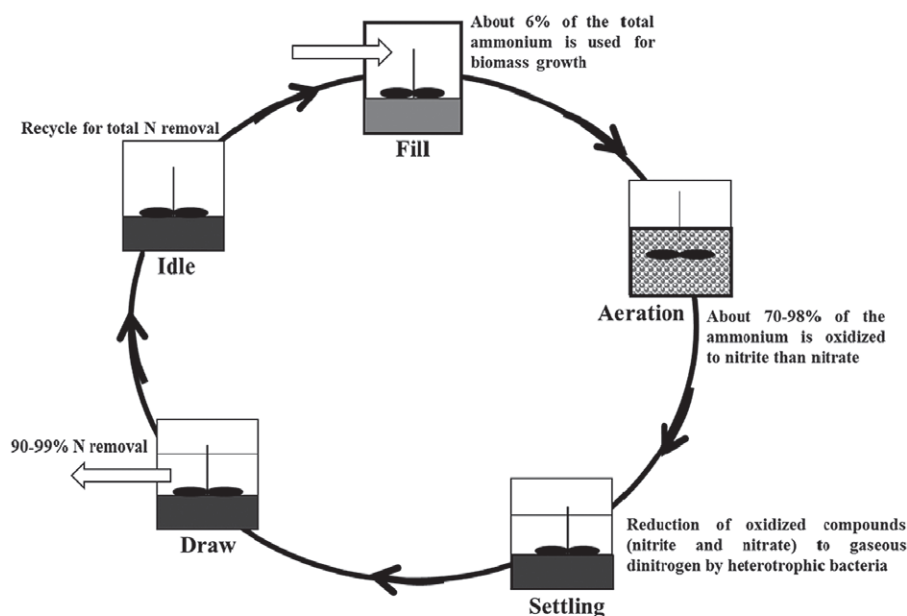 About 6% of the total
ammonium is used for
biomass growth
Fill
Recycle for total N removal
Idle
Aeration
About 70-98% of the
ammonium is oxidized
to nitrite than nitrate
90-99% N removal
Draw
Settling
Reduction of oxidized compounds
(nitrite and nitrate) to gaseous
dinitrogen by heterotrophic bacteria